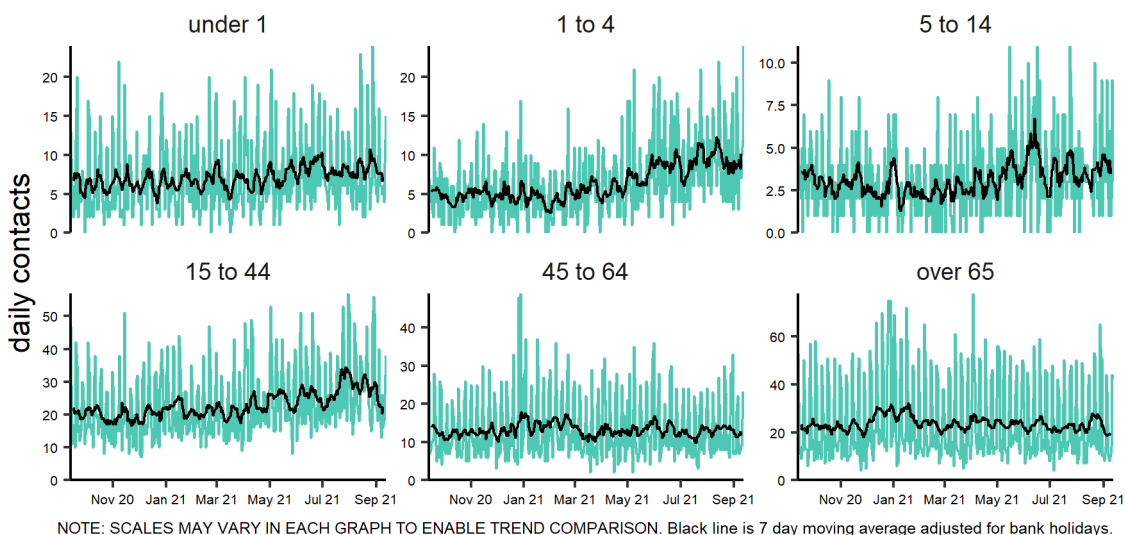 under 1
1 to 4
5 to 14
20
15
10
5
0
20
15
10
5
0
10.0
7.5
5.0
2.5
0.0
daily contacts
15 to 44
45 to 64
over 65
50
40
30
20
10
0
40
30
20
10
0
60
40
20
0
Nov 20 Jan 21 Mar 21 May 21 Jul 21 Sep 21
Nov 20 Jan 21 Mar 21 May 21 Jul 21 Sep 21
Nov 20 Jan 21 Mar 21 May 21 Jul 21 Sep 21
NOTE: SCALES MAY VARY IN EACH GRAPH TO ENABLE TREND COMPARISON. Black line is 7 day moving average adjusted for bank holidays.